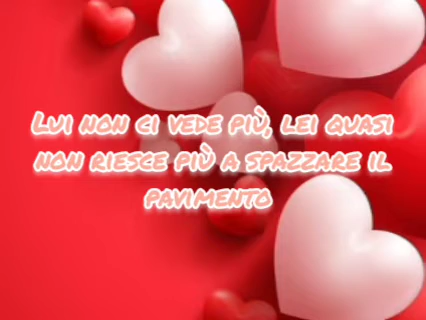 Lui non ci vede più, lei quasi
non riesce più a spazzare il
pavimento